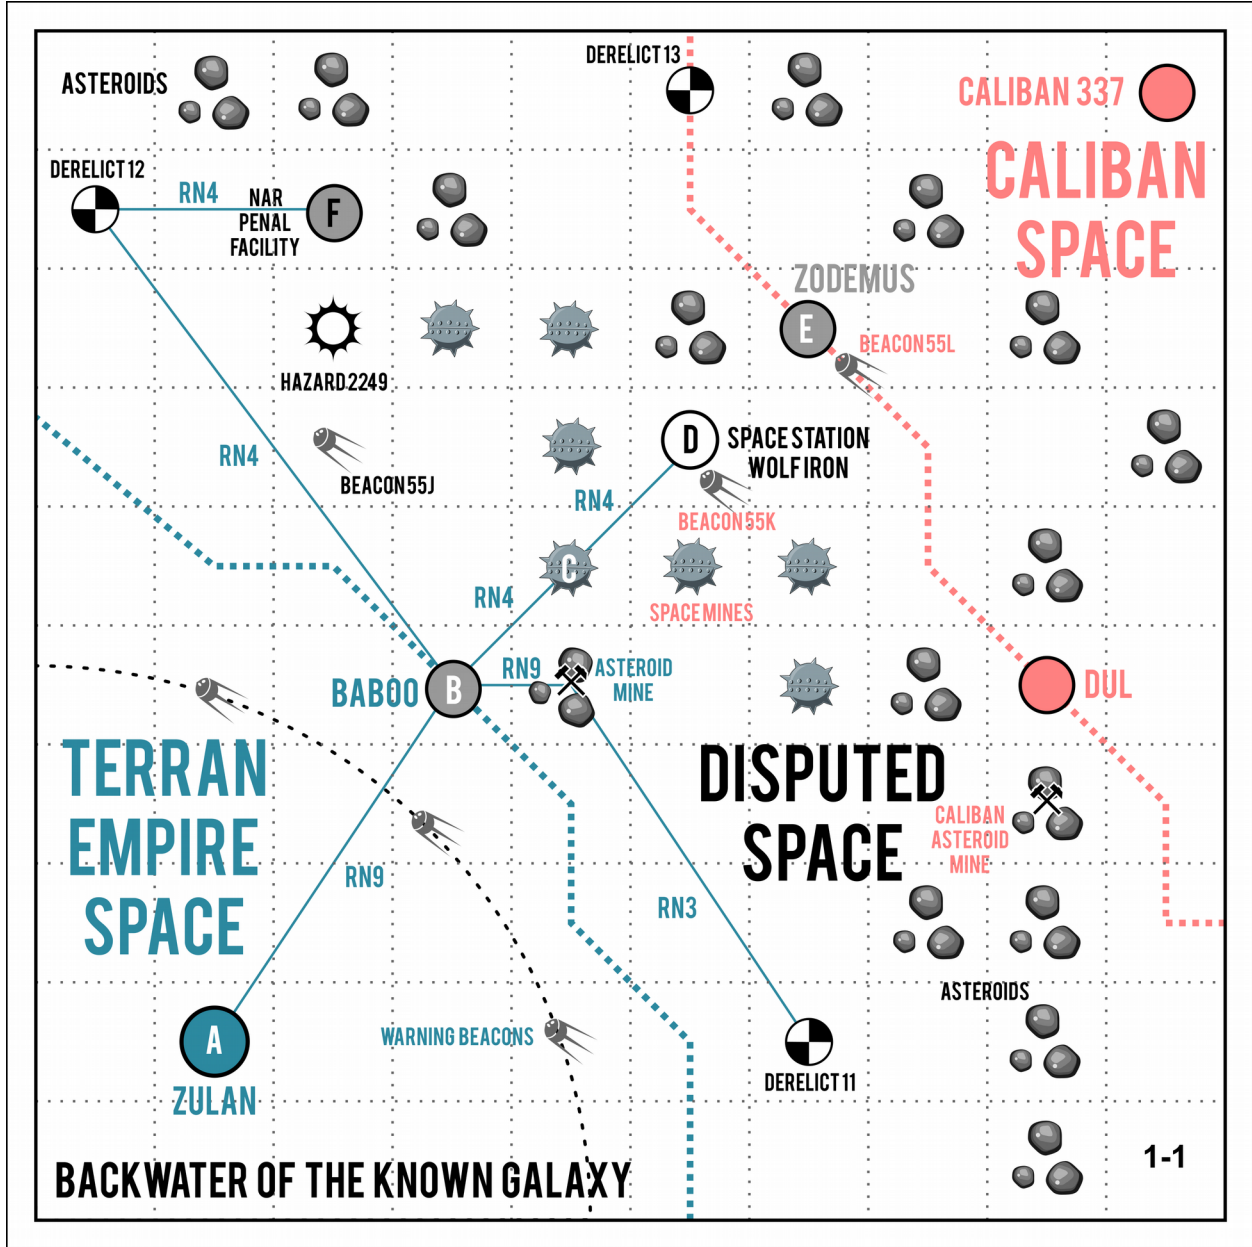 DERELICT 13
ASTEROIDS
CALIBAN 337
CALIBAN
SPACE
DERELICT 12
RN4
NAR
PENAL
FACILITY
F
ZODEMUS
E
BEACON 55L
HAZARD 2249
D
SPACE STATION
WOLF IRON
RN4
BEACON 55J
RN4
BEACON 55K
C
RN4
SPACE MINES
RN9
ASTEROID
MINE
BABOO
B
DUL
TERRAN
EMPIRE
SPACE
DISPUTED
SPACE
CALIBAN
ASTEROID
MINE
RN9
RN3
ASTEROIDS
A
WARNING BEACONS
DERELICT 11
ZULAN
1-1
BACKWATER OF THE KNOWN GALAXY